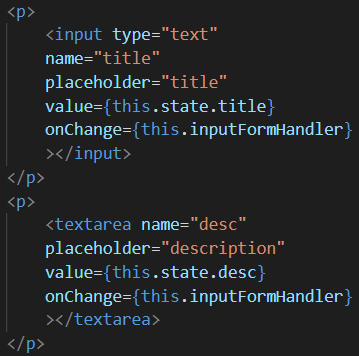 <p>
<input type="text"
name="title"
placeholder="title"
value={this.state.title}
onChange={this.inputFormHandler}
></input>
</p>
<p>
<textarea name="desc"
placeholder="description"
value={this.state.desc}
onChange={this.inputFormHandler}
></textarea>
</p>